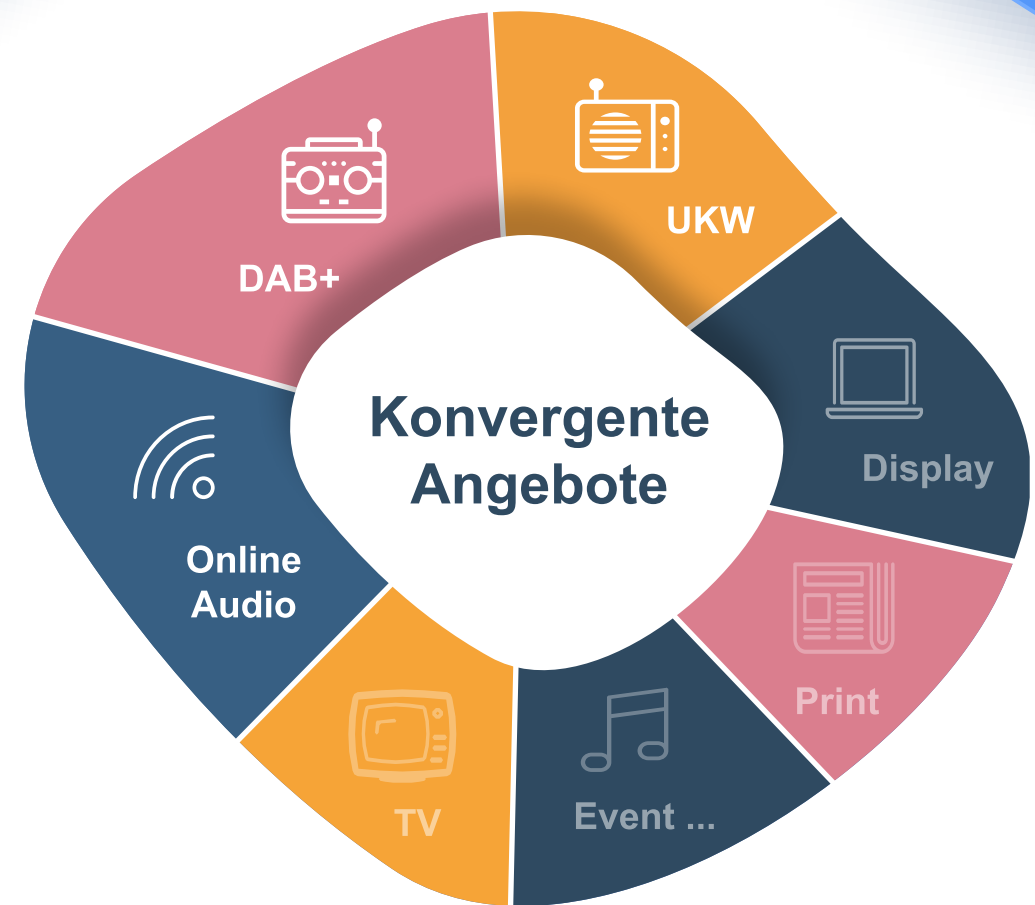 UKW
DAB+
Konvergente
Angebote
Display
Online
Audio
Print
TV
Event ...